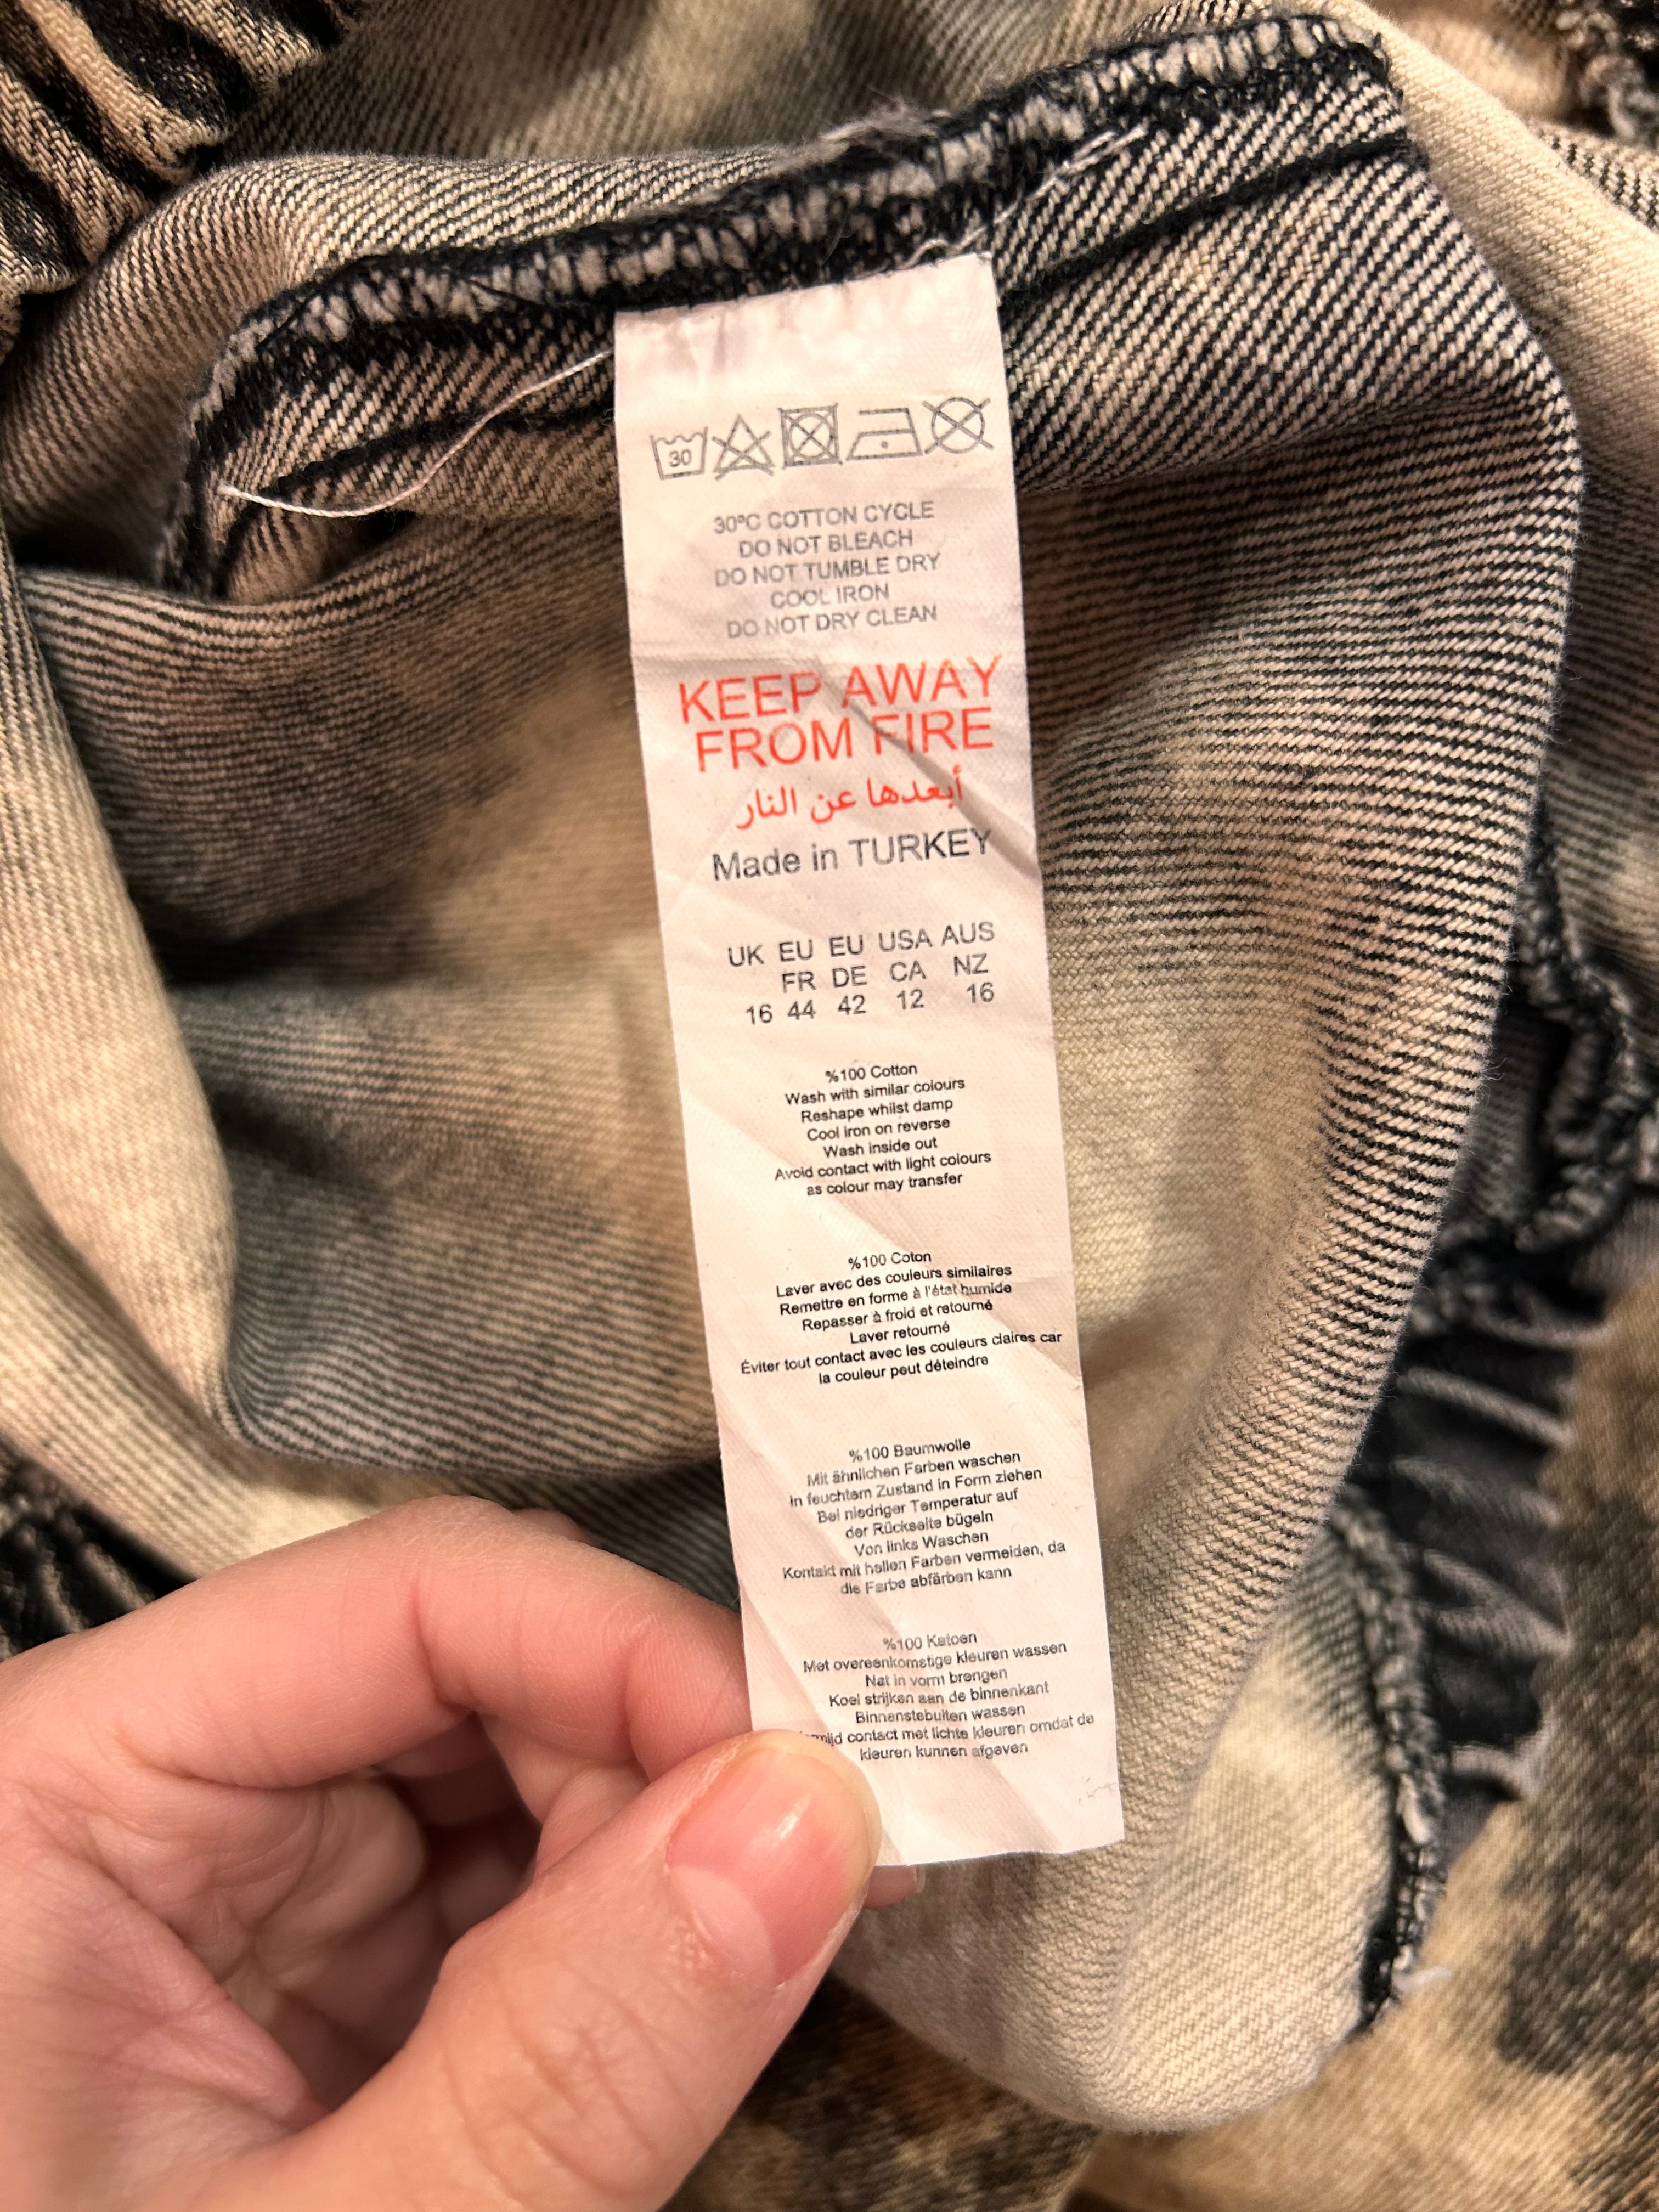 30
30ºC COTTON CYCLE
DO NOT BLEACH
DO NOT TUMBLE DRY
COOL IRON
DO NOT DRY CLEAN
KEEP AWAY
FROM FIRE
أبعدها عن النار
Made in TURKEY
UK EU EU USA AUS
FR DE CA NZ
16 44 42 12 16
%100 Cotton
Wash with similar colours
Reshape whilst damp
Cool iron on reverse
Wash inside out
Avoid contact with light colours
as colour may transfer
%100 Coton
Laver avec des couleurs similaires
Remettre en forme à l'état humide
Repasser à froid et retourné
Laver retourné
Éviter tout contact avec les couleurs claires car
la couleur peut déteindre
%100 Baumwolle
Mit ähnlichen Farben waschen
In feuchtem Zustand in Form ziehen
Bei niedriger Temperatur auf
der Rückseite bügeln
Von links Waschen
Kontakt mit hellen Farben vermeiden, da
die Farbe abfärben kann
%100 Katoen
Met overeenkomstige kleuren wassen
Nat in vorm brengen
Koel strijken aan de binnenkant
Binnenstebuiten wassen
contact met lichte kleuren omdat de
kleuren kunnen afgeven